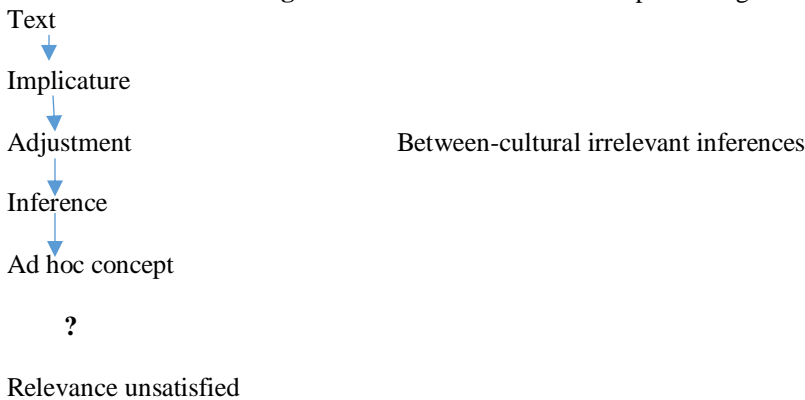 Text
Implicature
Adjustment Between-cultural irrelevant inferences
Inference
Ad hoc concept
?
Relevance unsatisfied